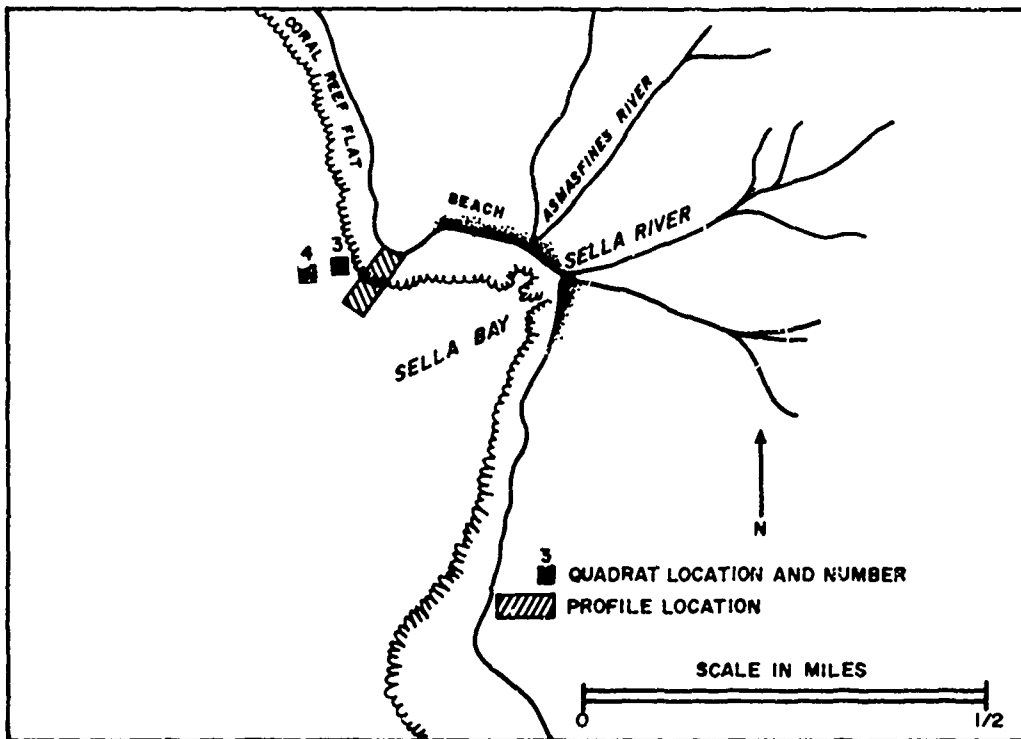 CORAL REEF FLAT
ASMASFINES RIVER
BEACH
SELLA RIVER
4
3
SELLA BAY
N
3
QUADRAT LOCATION AND NUMBER
PROFILE LOCATION
SCALE IN MILES
0
1/2